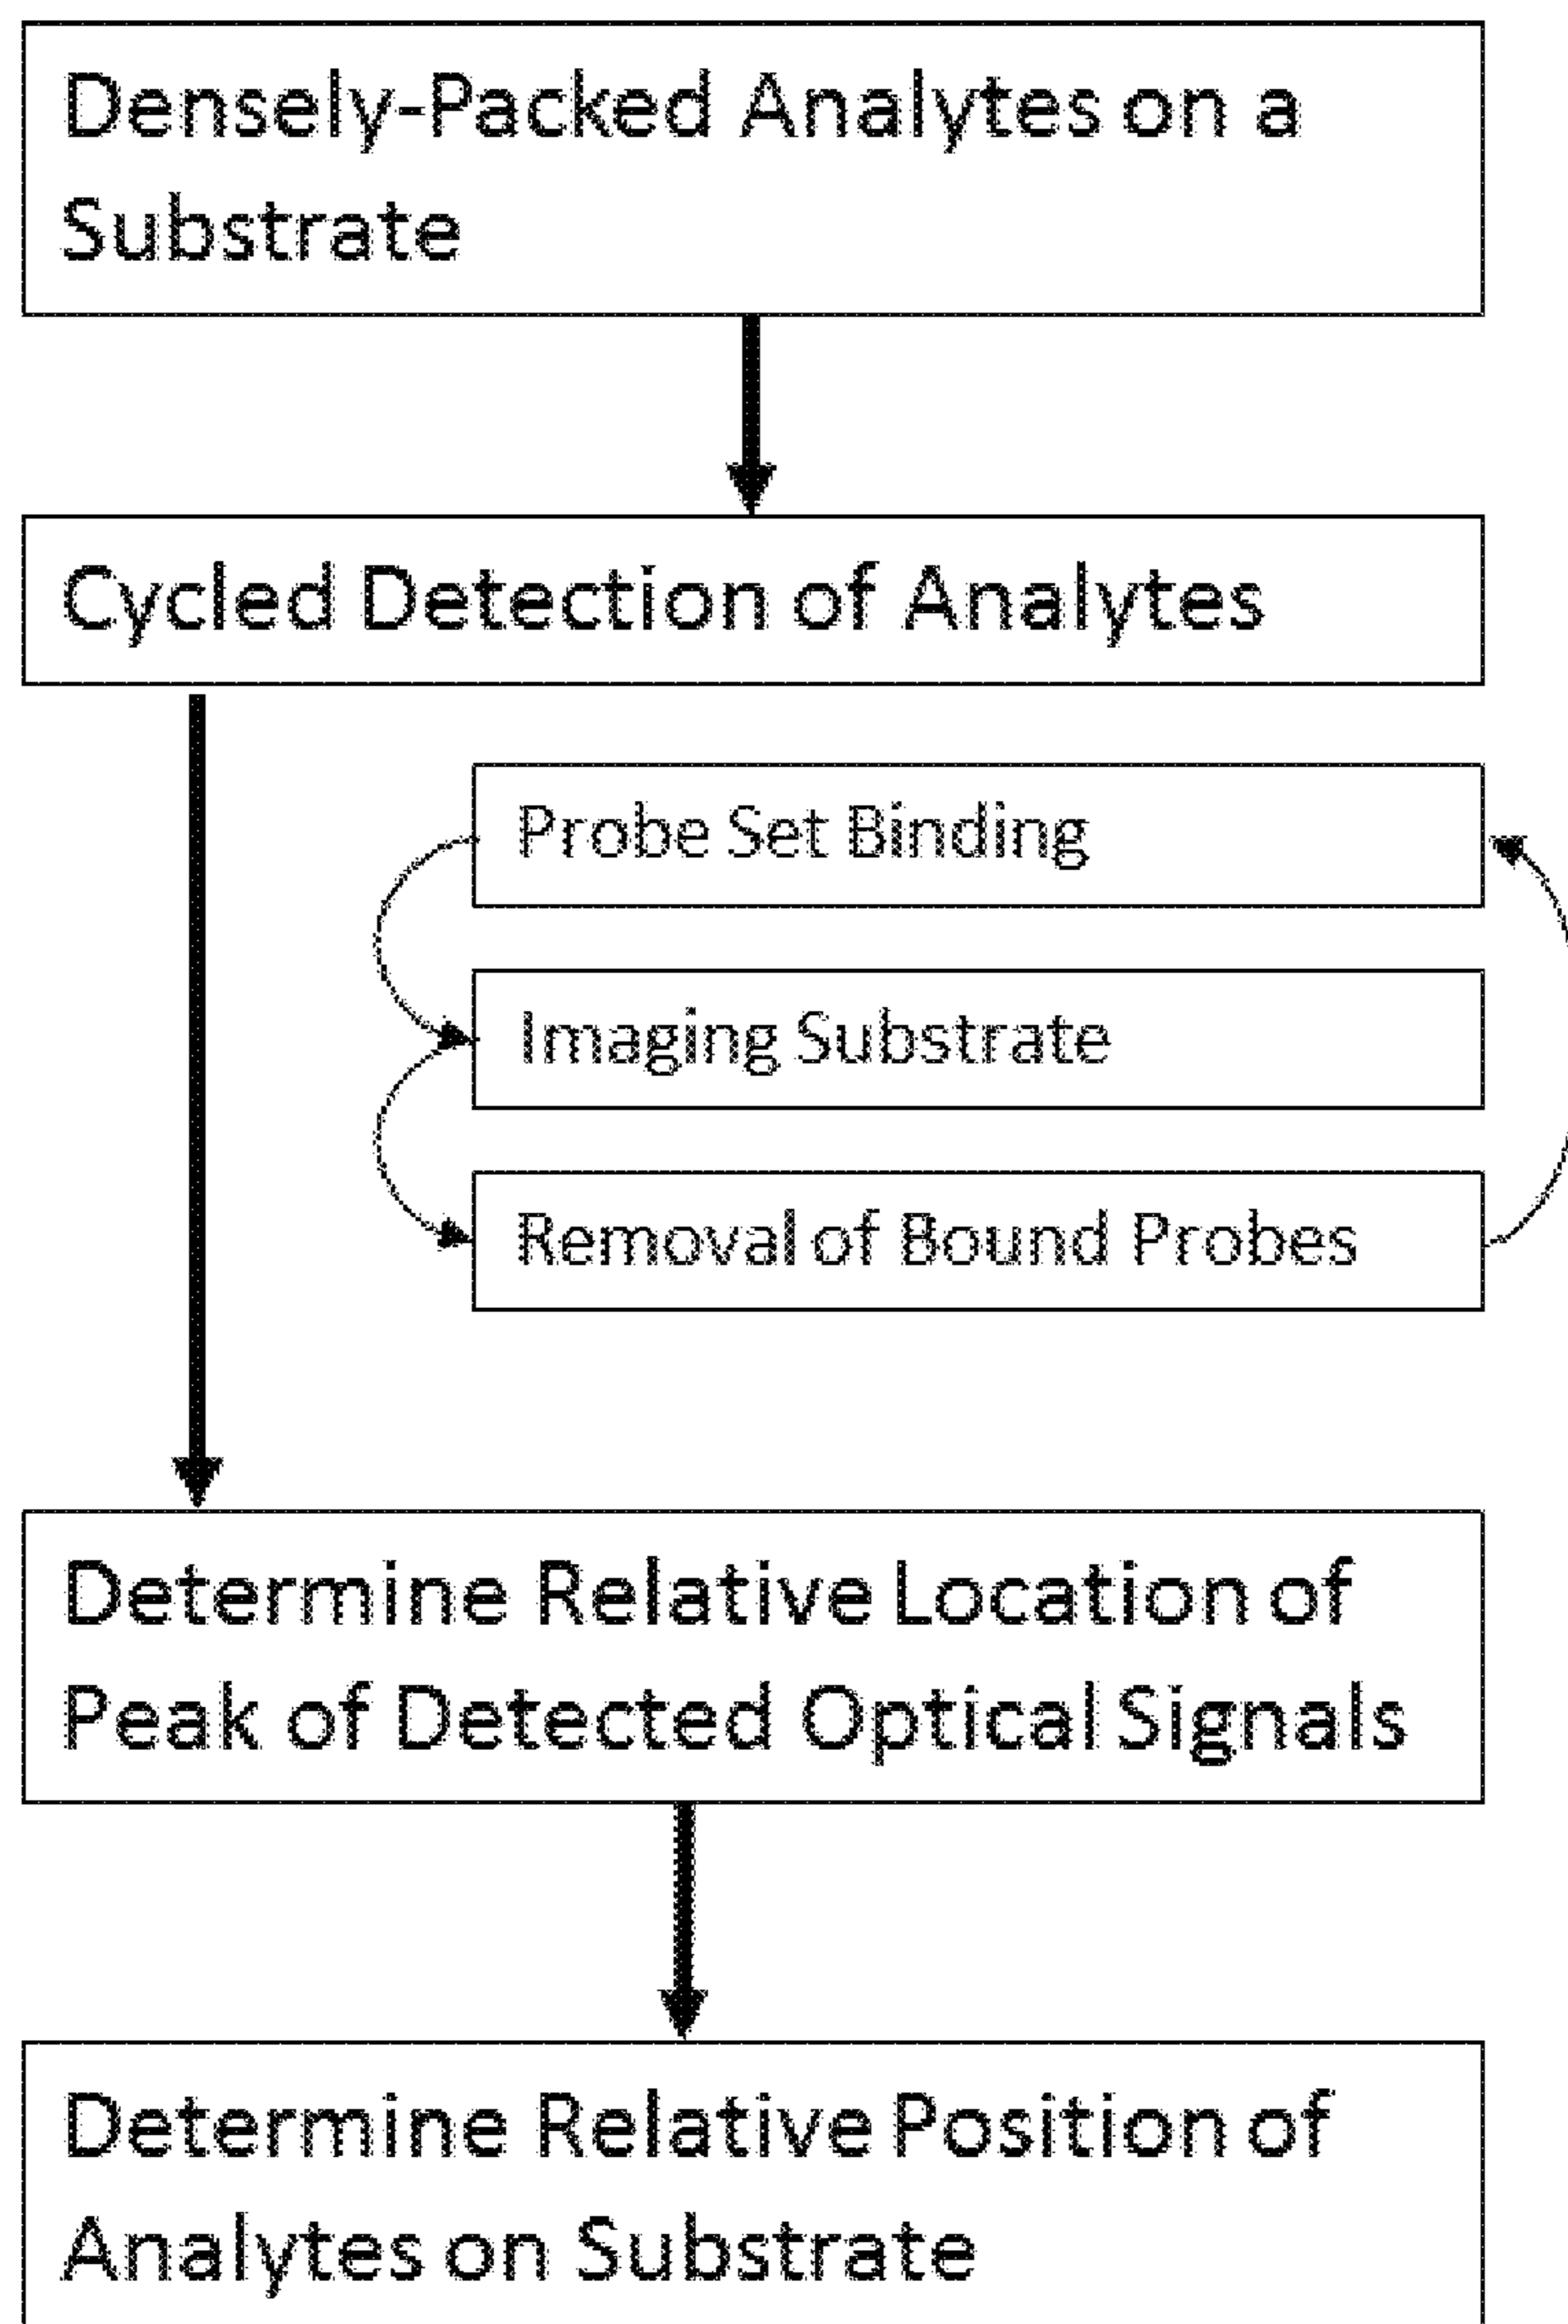 Densely-Packed Analytes on a
Substrate
Cycled Detection of Analytes
Probe Set Binding
Imaging Substrate
Removal of Bound Probes
Determine Relative Location of
Peak of Detected Optical Signals
Determine Relative Position of
Analytes on Substrate